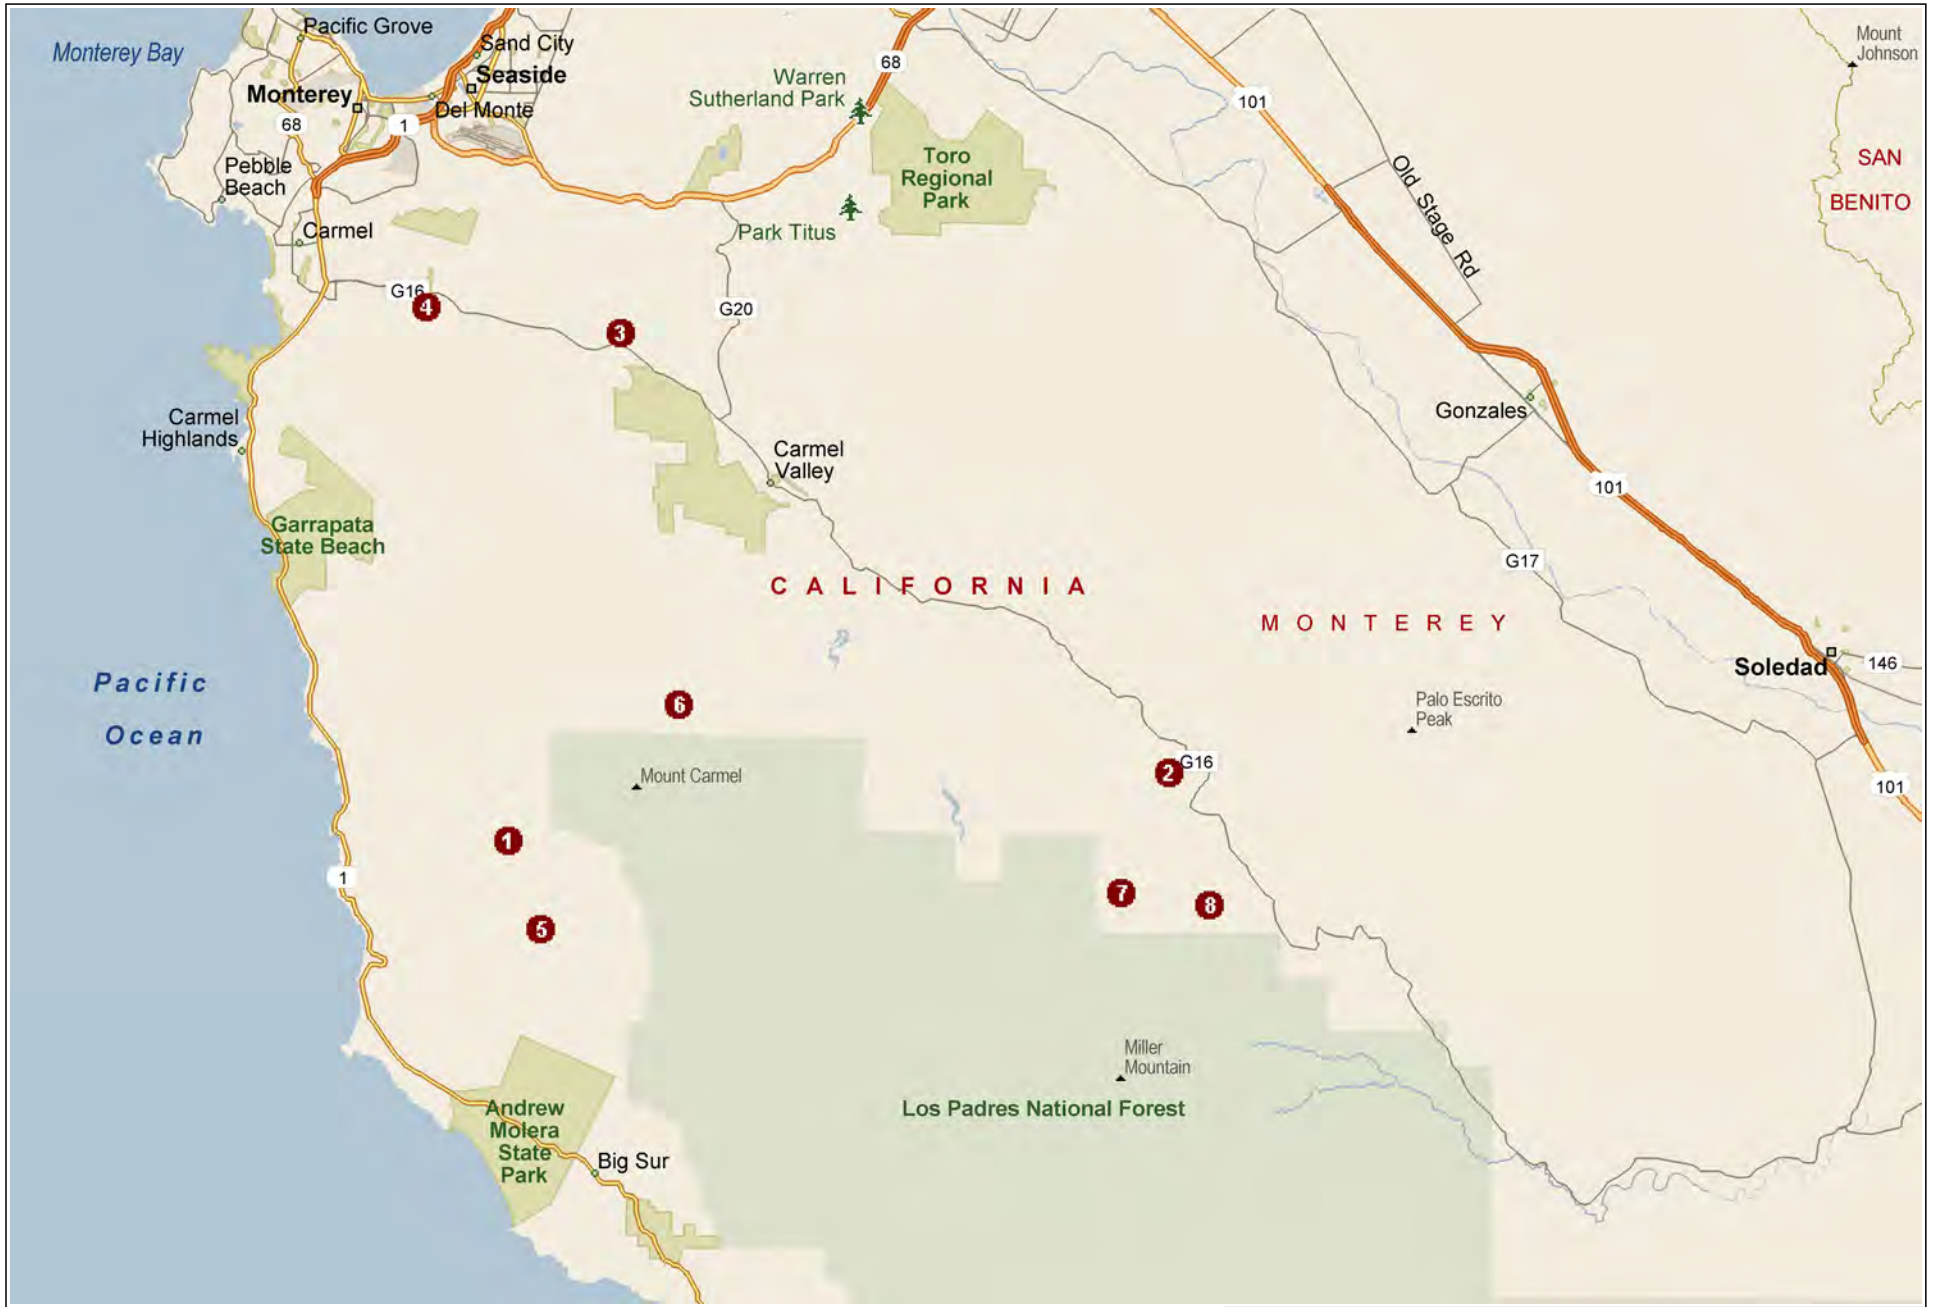 Pacific Grove
Monterey Bay
Sand City
Seaside
Monterey
Del Monte
68
1
Pebble
Beach
Carmel
Warren
Sutherland Park
68
Toro
Regional
Park
Park Titus
101
Old Stage Rd
Mount
Johnson
SAN
BENITO
G16
4
3
G20
Carmel
Highlands
Carmel
Valley
Gonzales
101
Garrapata
State Beach
G17
CALIFORNIA
MONTEREY
Soledad
146
Pacific
Ocean
6
Palo Escrito
Peak
Mount Carmel
2
G16
101
1
1
7
8
5
Miller
Mountain
Los Padres National Forest
Andrew
Molera
State
Park
Big Sur